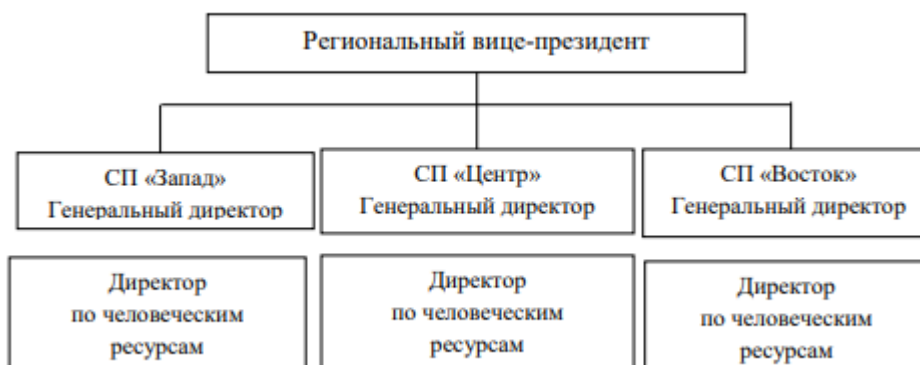 Региональный вице-президент
СП «Запад»
Генеральный директор
СП «Центр»
Генеральный директор
СП «Восток»
Генеральный директор
Директор
по человеческим
ресурсам
Директор
по человеческим
ресурсам
Директор
по человеческим
ресурсам